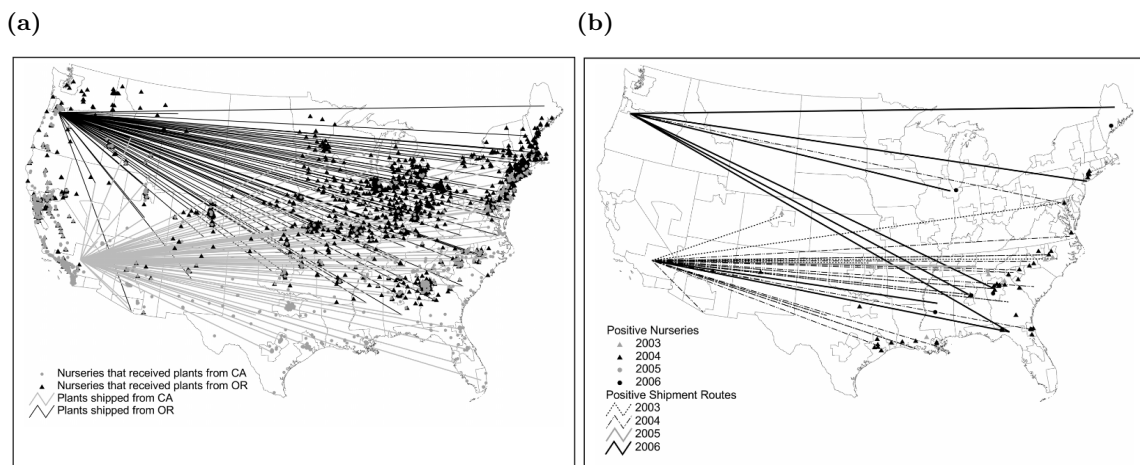 (a)
Nurseries that received plants from CA
Nurseries that received plants from OR
Plants shipped from CA
Plants shipped from OR
(b)
Positive Nurseries
2003
2004
2005
2006
Positive Shipment Routes
2003
2004
2005
2006